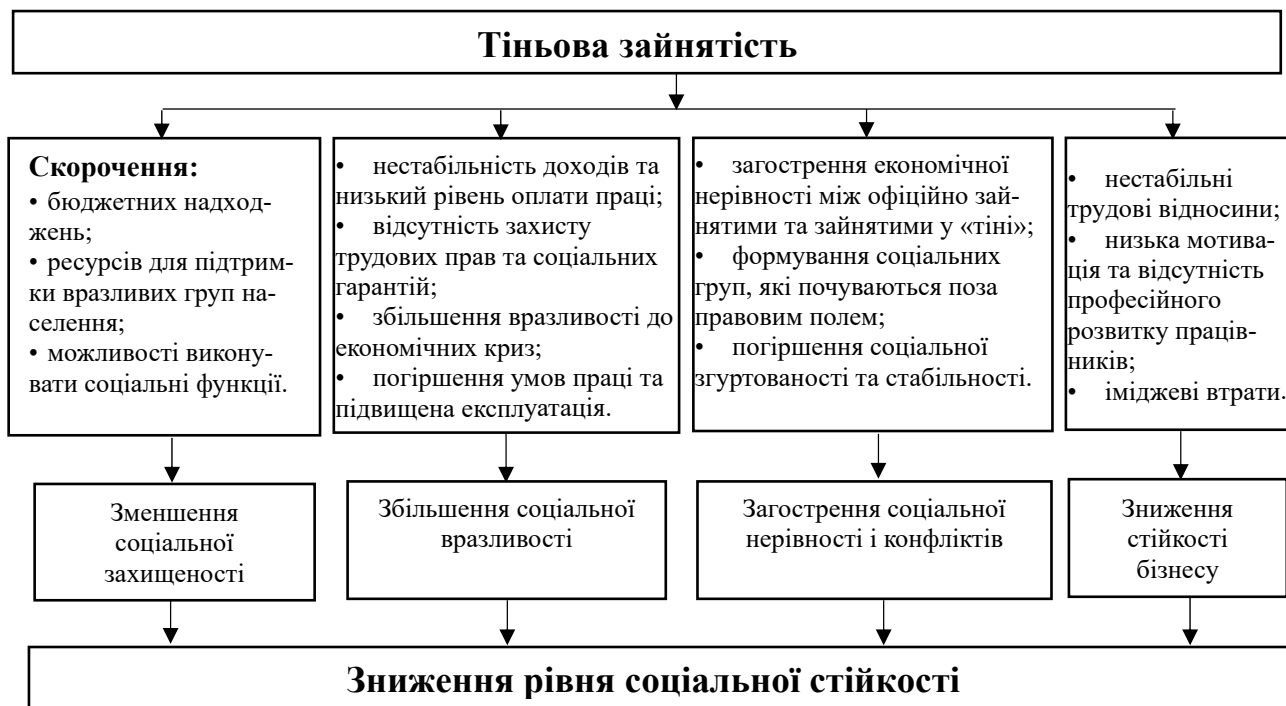 Тіньова зайнятість
Скорочення:
• бюджетних надход-
жень;
• ресурсів для підтрим-
ки вразливих груп на-
селення;
• можливості викону-
вати соціальні функції.
• нестабільність доходів та
низький рівень оплати праці;
• відсутність захисту
трудових прав та соціальних
гарантій;
• збільшення вразливості до
економічних криз;
• погіршення умов праці та
підвищена експлуатація.
• загострення економічної
нерівності між офіційно зай-
нятими та зайнятими у «тіні»;
• формування соціальних
груп, які почуваються поза
правовим полем;
• погіршення соціальної
згуртованості та стабільності.
• нестабільні
трудові відносини;
• низька мотива-
ція та відсутність
професійного
розвитку праців-
ників;
• іміджеві втрати.
Зменшення
соціальної
захищеності
Збільшення соціальної
вразливості
Загострення соціальної
нерівності і конфліктів
Зниження
стійкості
бізнесу
Зниження рівня соціальної стійкості